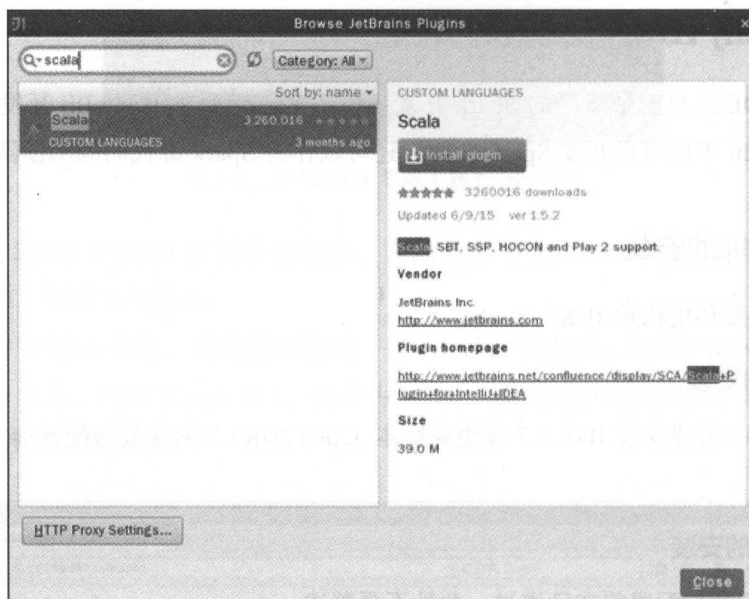 Browse JetBrains Plugins
scala
Category: All
Sort by: name
Scala
3,260,016
CUSTOM LANGUAGES
3 months ago
CUSTOM LANGUAGES
Scala
Install plugin
3260016 downloads
Updated 6/9/15 ver 1.5.2
Scala, SBT, SSP, HOCON and Play 2 support.
Vendor
JetBrains Inc.
http://www.jetbrains.com
Plugin homepage
http://www.jetbrains.net/confluence/display/SCA/Scala+P
lugin+for+IntelliJ+IDEA
Size
39.0 M
HTTP Proxy Settings...
Close